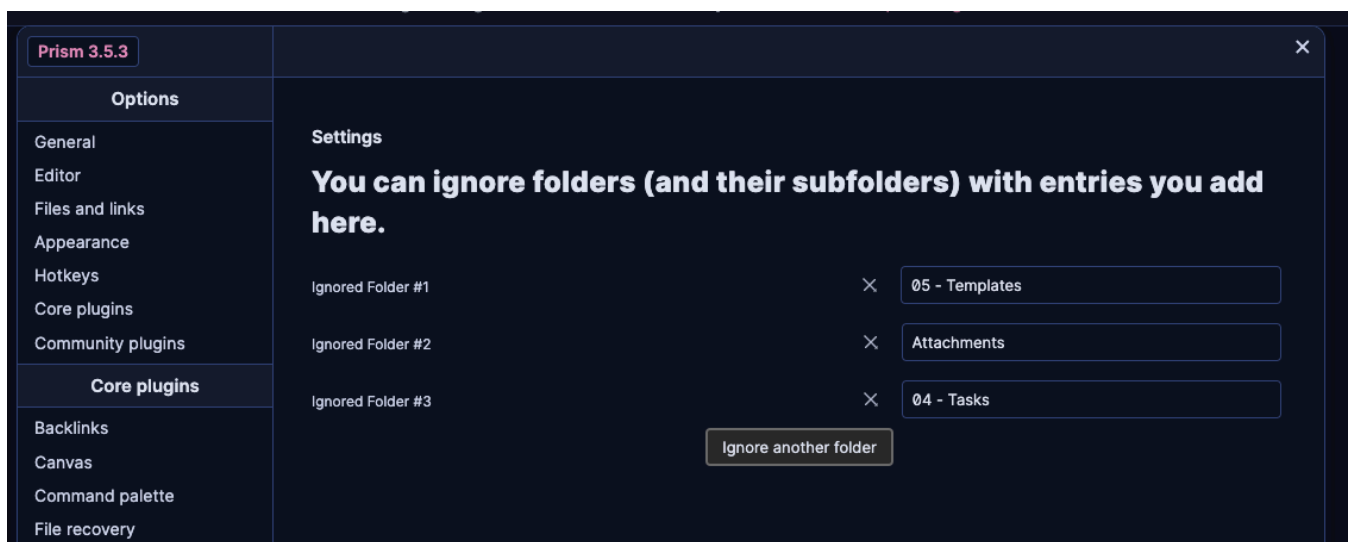 Prism 3.5.3
Options
General
Editor
Files and links
Appearance
Hotkeys
Core plugins
Community plugins
Core plugins
Backlinks
Canvas
Command palette
File recovery
Settings
You can ignore folders (and their subfolders) with entries you add
here.
Ignored Folder #1
05 - Templates
Ignored Folder #2
Attachments
Ignored Folder #3
04 - Tasks
Ignore another folder